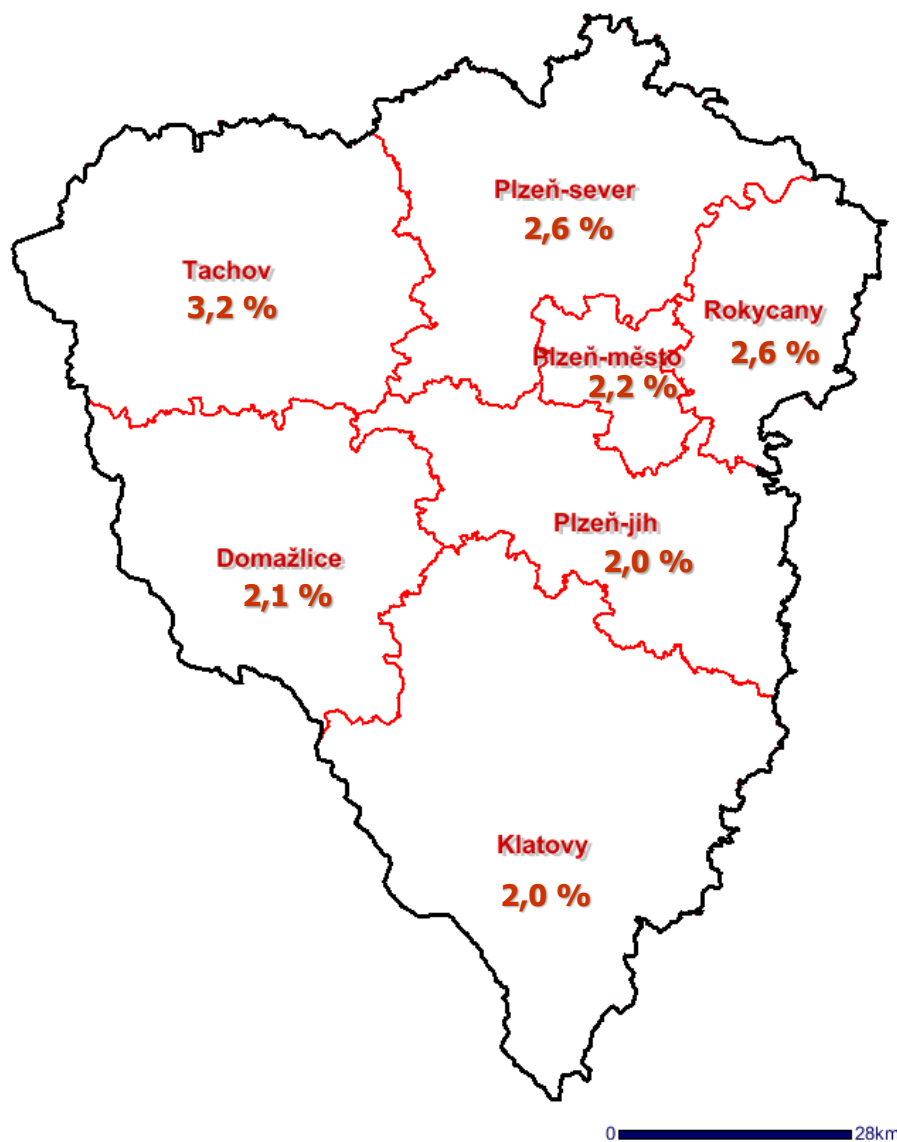 Plzeň-sever
2,6 %
Tachov
3,2 %
Rokycany
2,6 %
Plzeň-město
2,2 %
Plzeň-jih
2,0 %
Domažlice
2,1 %
Klatovy
2,0 %
0 28km